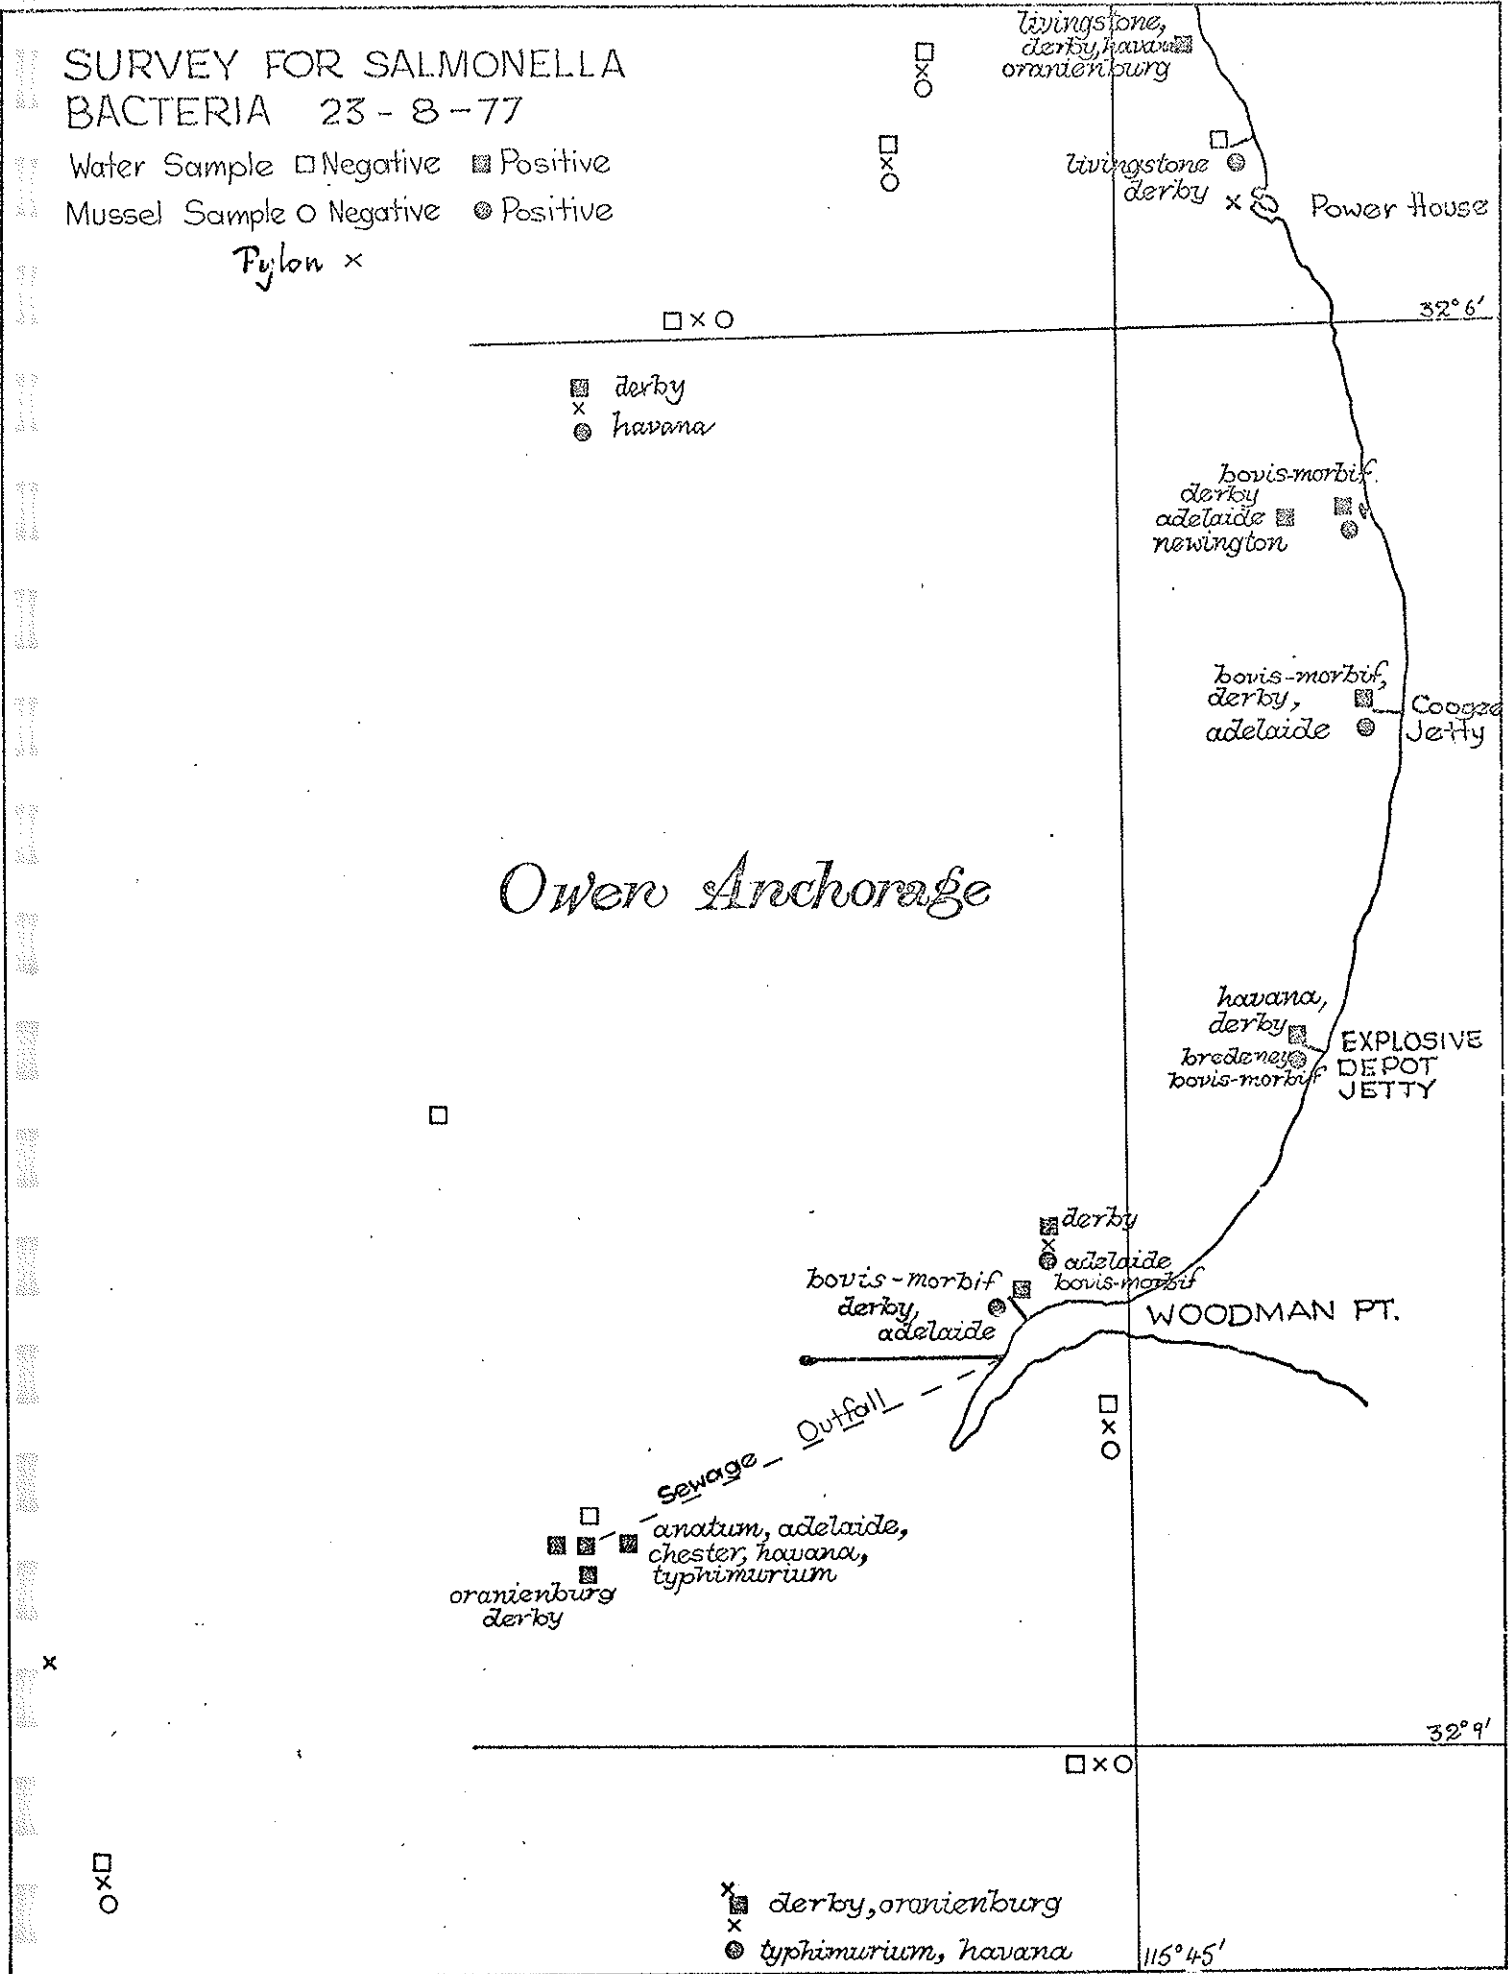 SURVEY FOR SALMONELLA
BACTERIA 23-8-77
Water Sample □ Negative ■ Positive
Mussel Sample ○ Negative ● Positive
Pylon ×
livingstone,
derby, havana
oranienburg
livingstone
derby
Power House
32°6'
derby
havana
bovis-morbif.
derby
adelaide
newington
bovis-morbif,
derby,
adelaide
Coogee
Jetty
Owen Anchorage
havana,
derby
bredeney
bovis-morbif
EXPLOSIVE
DEPOT
JETTY
derby
adelaide
bovis-morbif
bovis-morbif
derby,
adelaide
WOODMAN PT.
Sewage Outfall
anatum, adelaide,
chester, havana,
typhimurium
oranienburg
derby
32°9'
derby, oranienburg
typhimurium, havana
115°45'